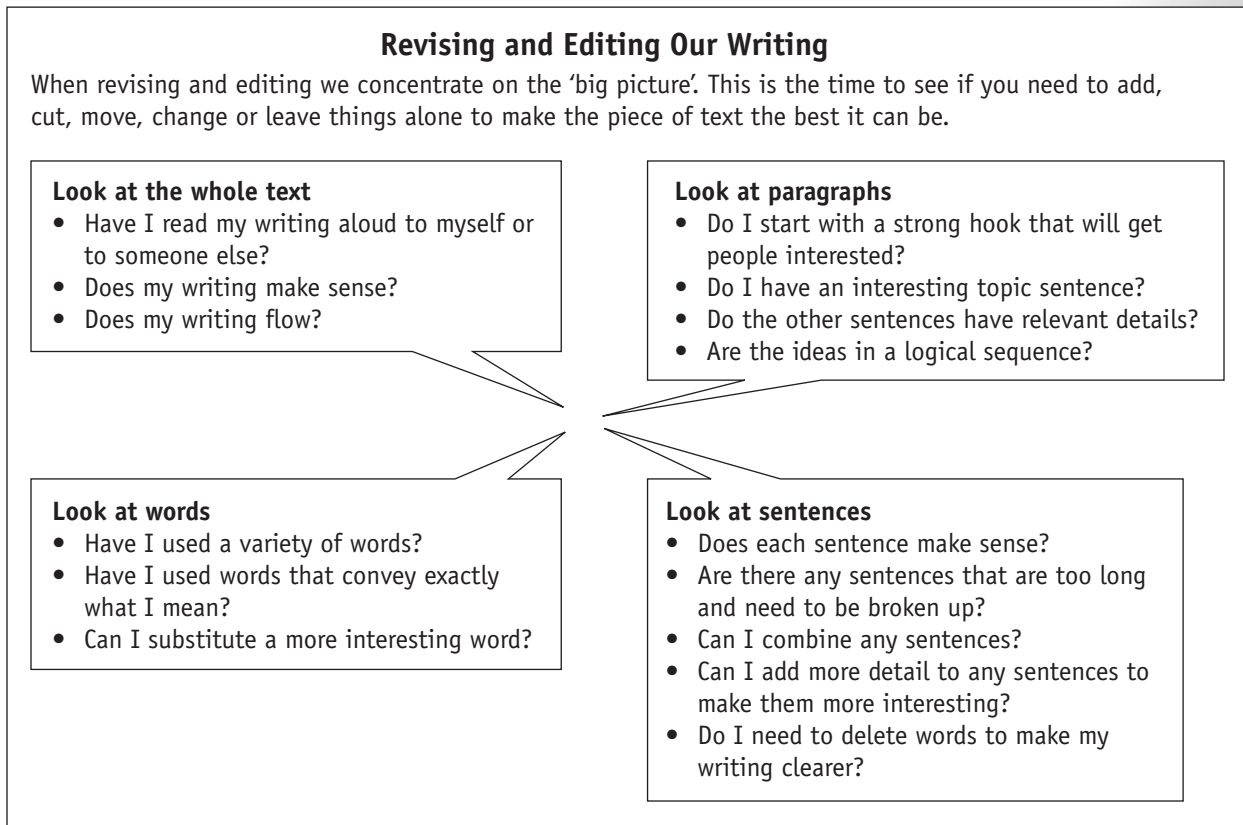 Revising and Editing Our Writing
When revising and editing we concentrate on the ‘big picture’. This is the time to see if you need to add,
cut, move, change or leave things alone to make the piece of text the best it can be.
Look at the whole text
• Have I read my writing aloud to myself or
to someone else?
• Does my writing make sense?
• Does my writing flow?
Look at paragraphs
• Do I start with a strong hook that will get
people interested?
• Do I have an interesting topic sentence?
• Do the other sentences have relevant details?
• Are the ideas in a logical sequence?
Look at words
• Have I used a variety of words?
• Have I used words that convey exactly
what I mean?
• Can I substitute a more interesting word?
Look at sentences
• Does each sentence make sense?
• Are there any sentences that are too long
and need to be broken up?
• Can I combine any sentences?
• Can I add more detail to any sentences to
make them more interesting?
• Do I need to delete words to make my
writing clearer?